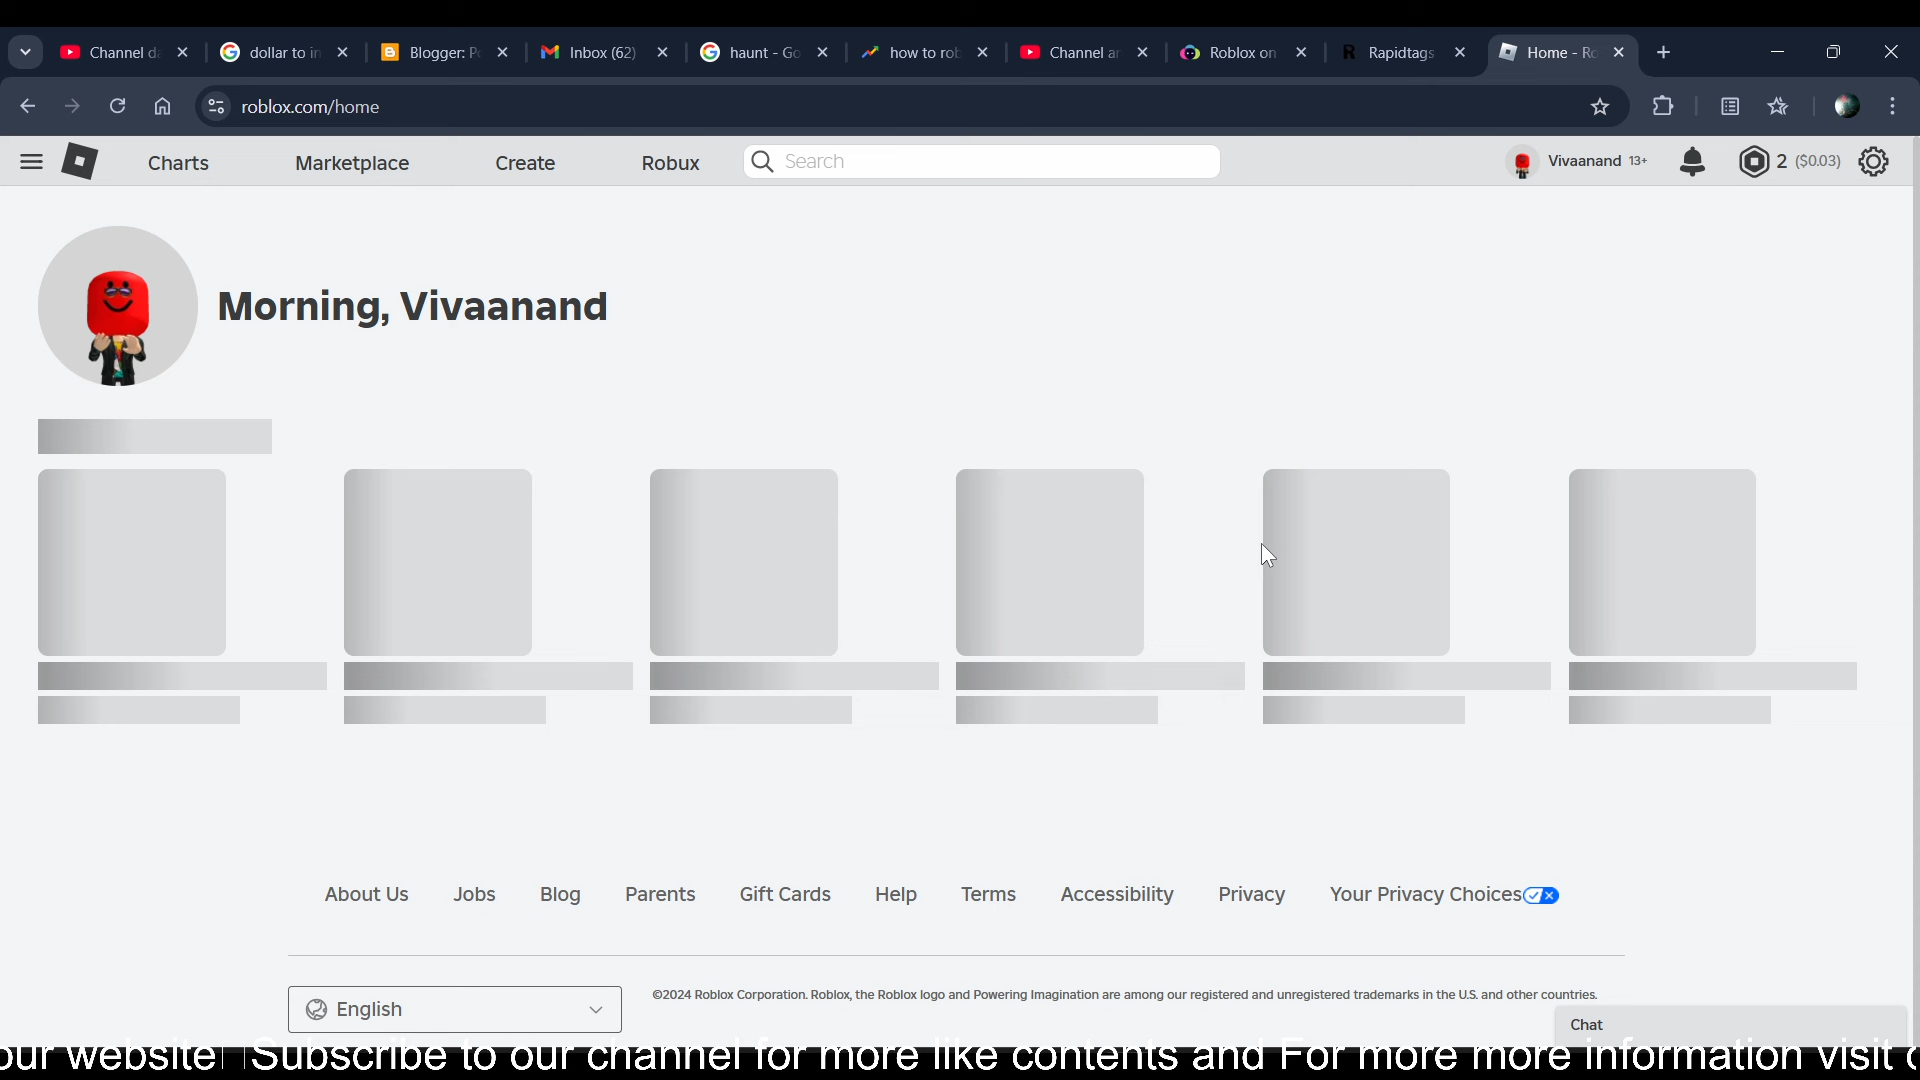 Channel da
dollar to in
Blogger: P
Inbox (62)
haunt - Go
how to rob
Channel an
Roblox on
Rapidtags
Home - Ro
roblox.com/home
Charts
Marketplace
Create
Robux
Search
Vivaanand 13+
2 ($0.03)
Morning, Vivaanand
About Us
Jobs
Blog
Parents
Gift Cards
Help
Terms
Accessibility
Privacy
Your Privacy Choices
English
©2024 Roblox Corporation. Roblox, the Roblox logo and Powering Imagination are among our registered and unregistered trademarks in the U.S. and other countries.
Chat
our website Subscribe to our channel for more like contents and For more more information visit o